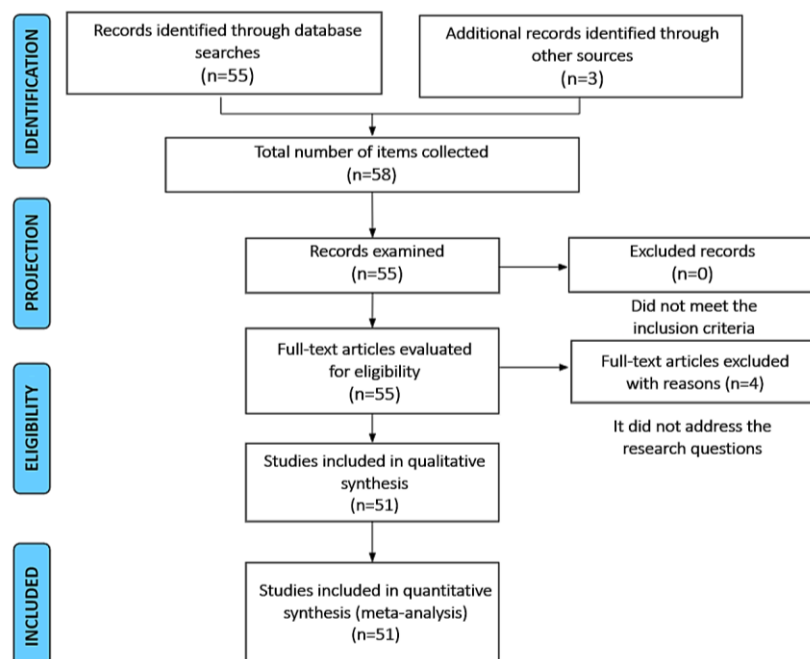 IDENTIFICATION
Records identified through database
searches
(n=55)
Additional records identified through
other sources
(n=3)
Total number of items collected
(n=58)
PROJECTION
Records examined
(n=55)
Excluded records
(n=0)
Did not meet the
inclusion criteria
ELIGIBILITY
Full-text articles evaluated
for eligibility
(n=55)
Full-text articles excluded
with reasons (n=4)
It did not address the
research questions
Studies included in qualitative
synthesis
(n=51)
INCLUDED
Studies included in quantitative
synthesis (meta-analysis)
(n=51)